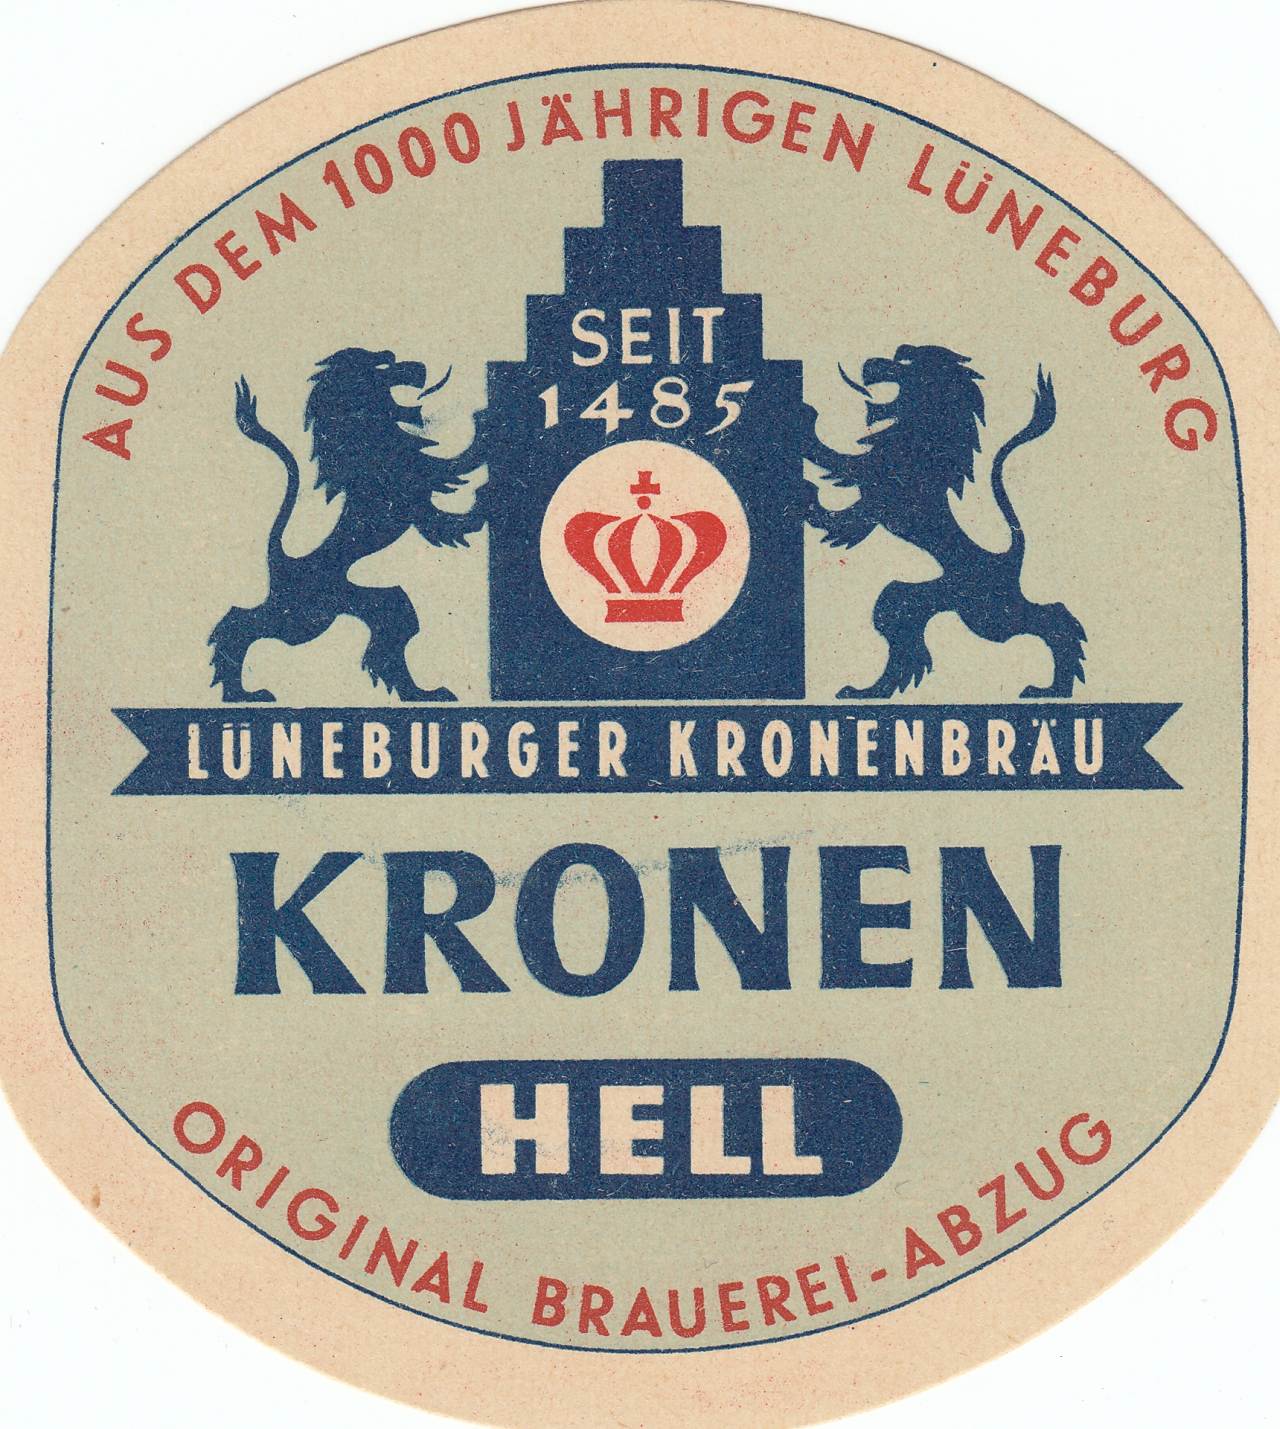 AUS DEM 1000 JÄHRIGEN LÜNEBURG
SEIT
1485
LÜNEBURGER KRONENBRÄU
KRONEN
HELL
ORIGINAL BRAUEREI-ABZUG